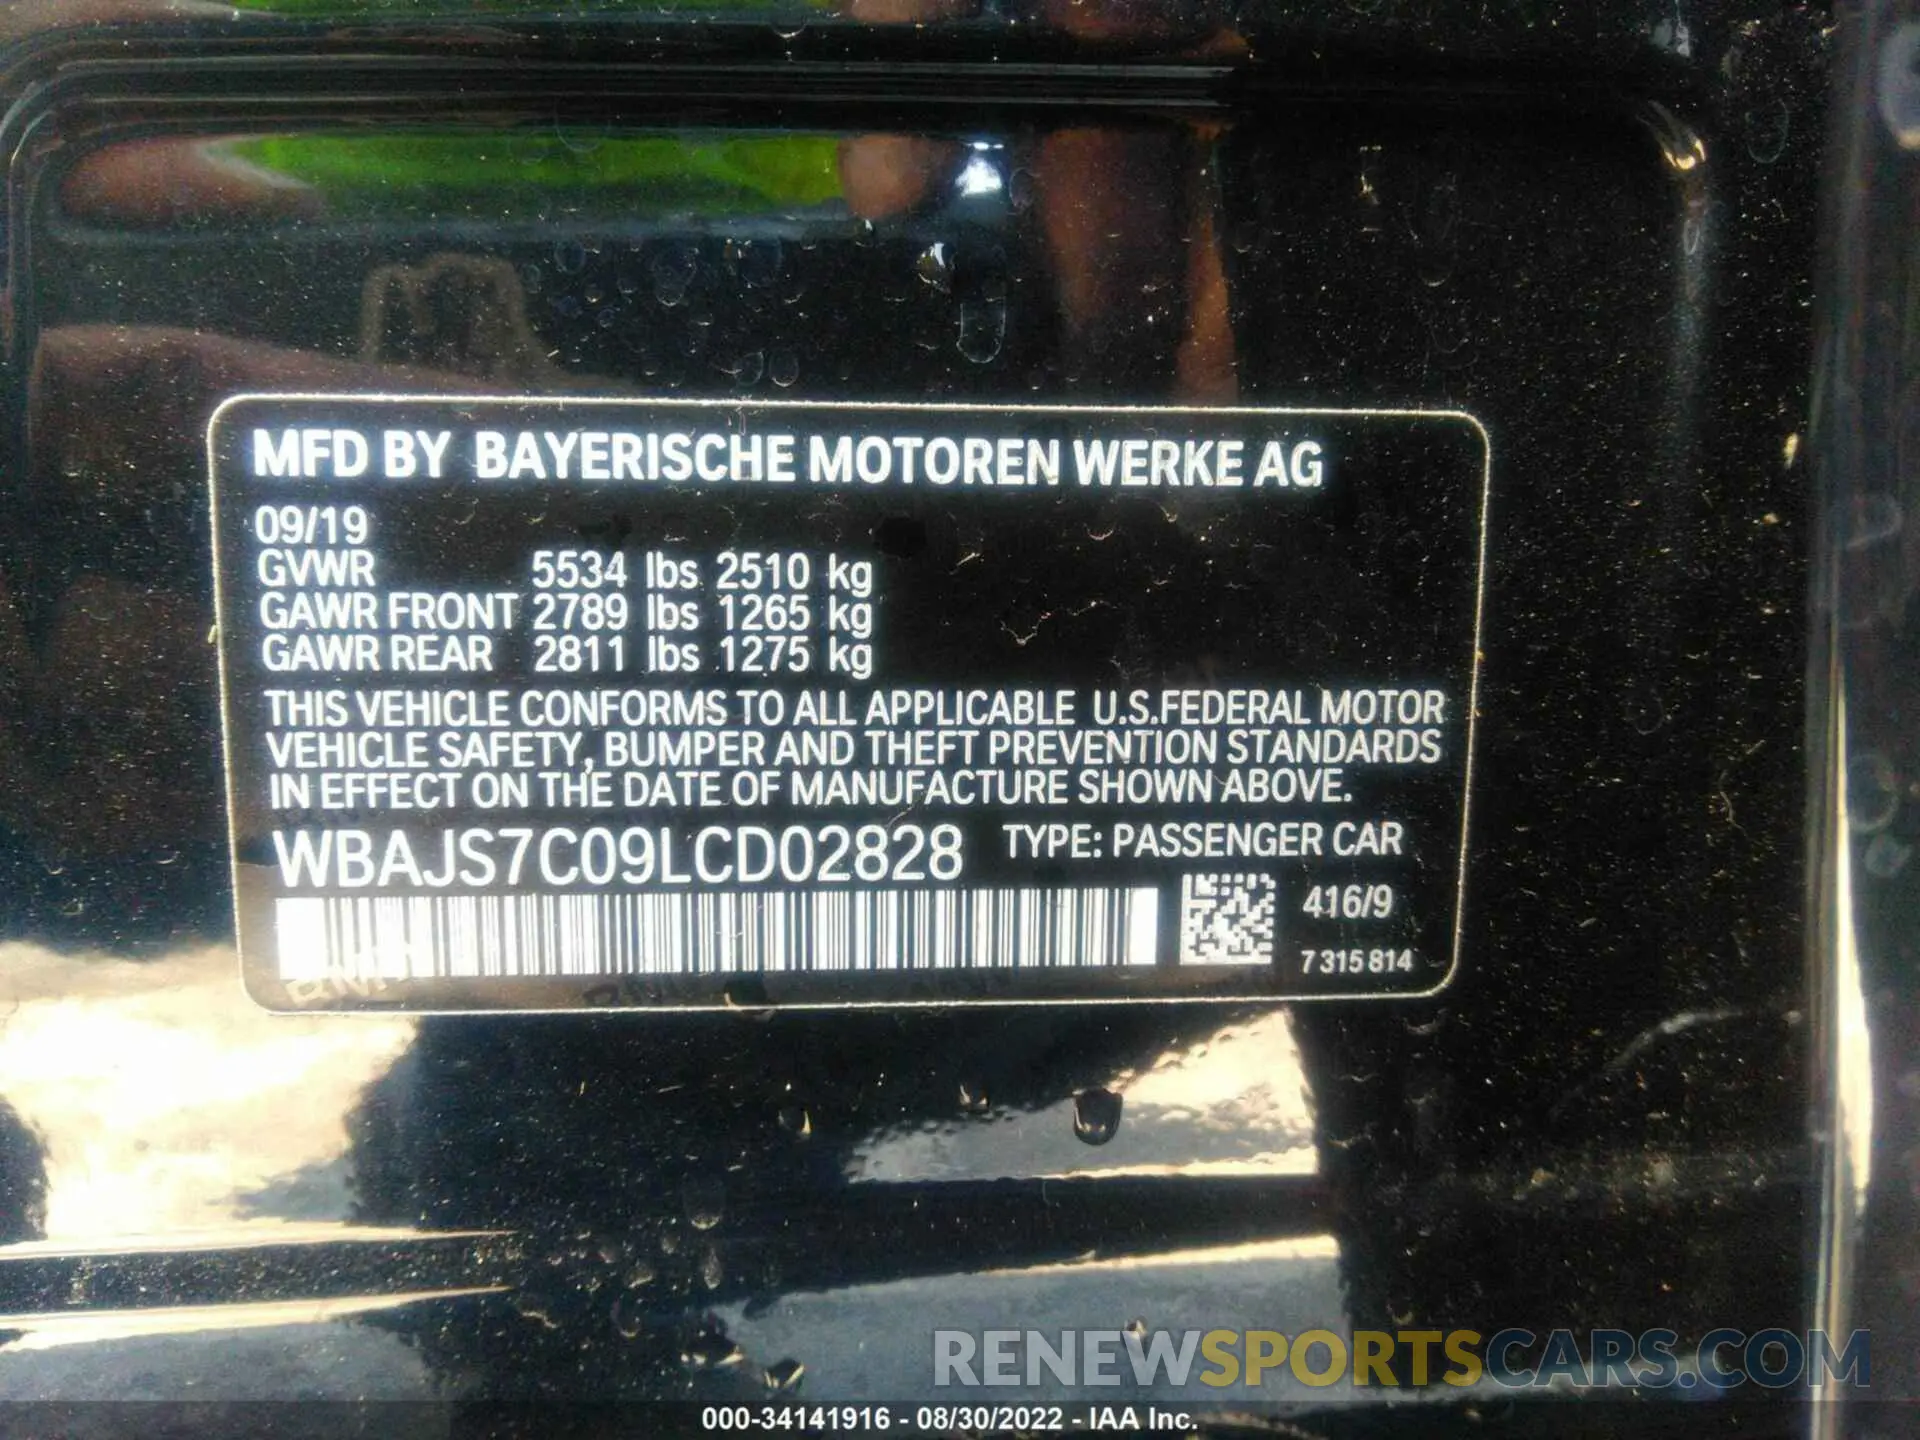 MFD BY BAYERISCHE MOTOREN WERKE AG
09/19
GVWR 5534 lbs 2510 kg
GAWR FRONT 2789 lbs 1265 kg
GAWR REAR 2811 lbs 1275 kg
THIS VEHICLE CONFORMS TO ALL APPLICABLE U.S.FEDERAL MOTOR
VEHICLE SAFETY, BUMPER AND THEFT PREVENTION STANDARDS
IN EFFECT ON THE DATE OF MANUFACTURE SHOWN ABOVE.
WBAJS7C09LCD02828 TYPE: PASSENGER CAR
416/9
7 315 814
RENEWSPORTSCARS.COM
000-34141916 - 08/30/2022 - IAA Inc.